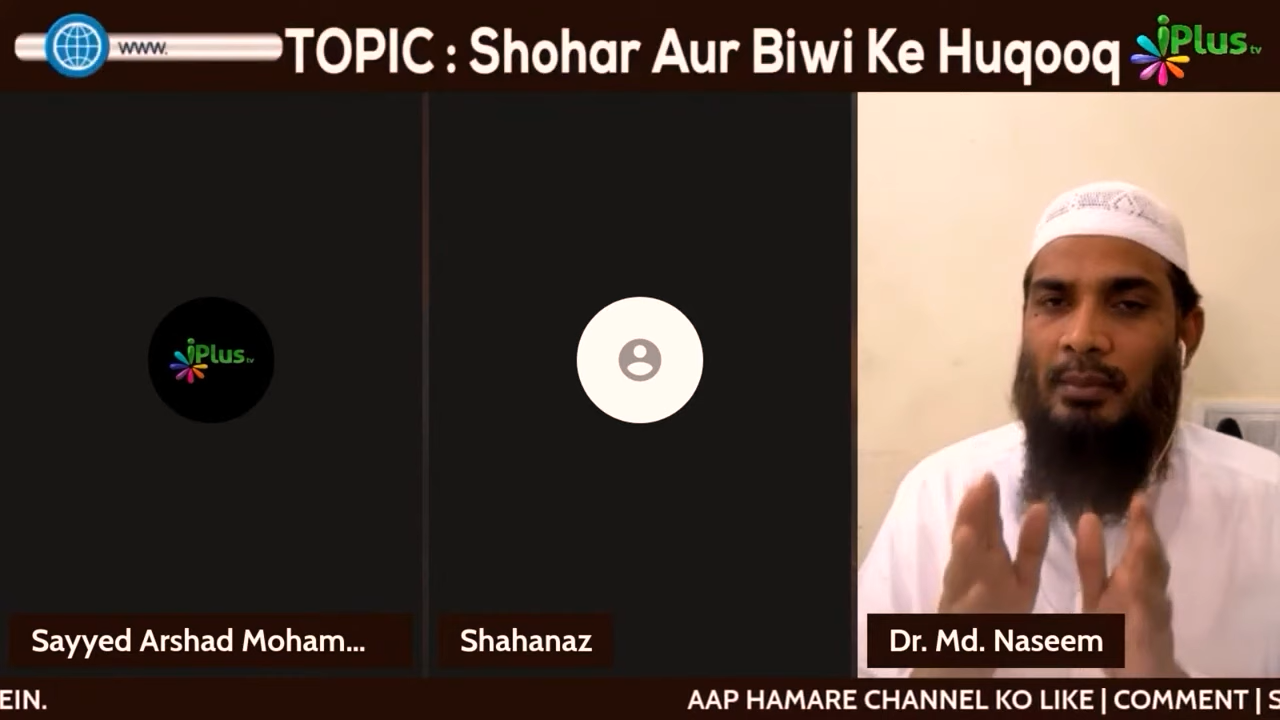 www.
TOPIC : Shohar Aur Biwi Ke Huqooq
iPlus tv
iPlus tv
Sayyed Arshad Moham...
Shahanaz
Dr. Md. Naseem
EIN.
AAP HAMARE CHANNEL KO LIKE | COMMENT | S